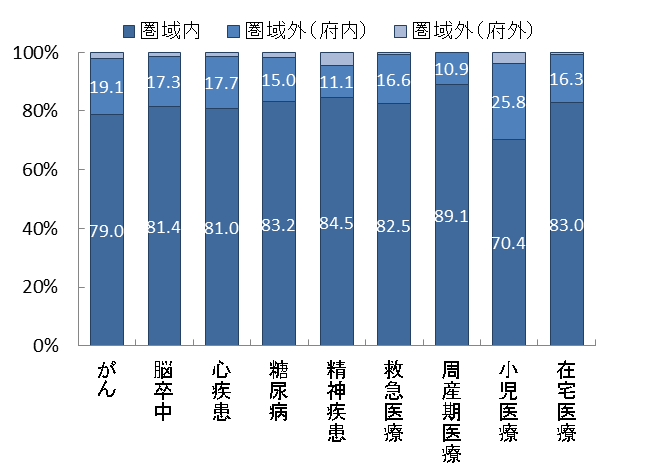 圏域内 圏域外(府内) 圏域外(府外)
100%
80%
60%
40%
20%
0%
19.1 17.3 17.7 15.0 11.1 16.6 10.9 25.8 16.3
79.0 81.4 81.0 83.2 84.5 82.5 89.1 70.4 83.0
がん
脳卒中
心疾患
糖尿病
精神疾患
救急医療
周産期医療
小児医療
在宅医療